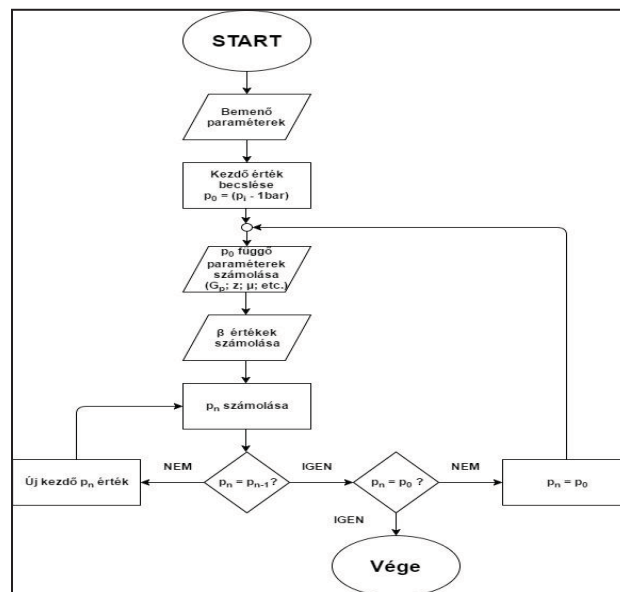 START
Bemenő
paraméterek
Kezdő érték
becslése
p₀ = (pᵢ - 1bar)
p₀ függő
paraméterek
számolása
(Gₚ; z; μ; etc.)
β értékek
számolása
pₙ számolása
NEM
IGEN
NEM
Új kezdő pₙ érték
pₙ = pₙ₋₁?
pₙ = p₀ ?
pₙ = p₀
IGEN
Vége